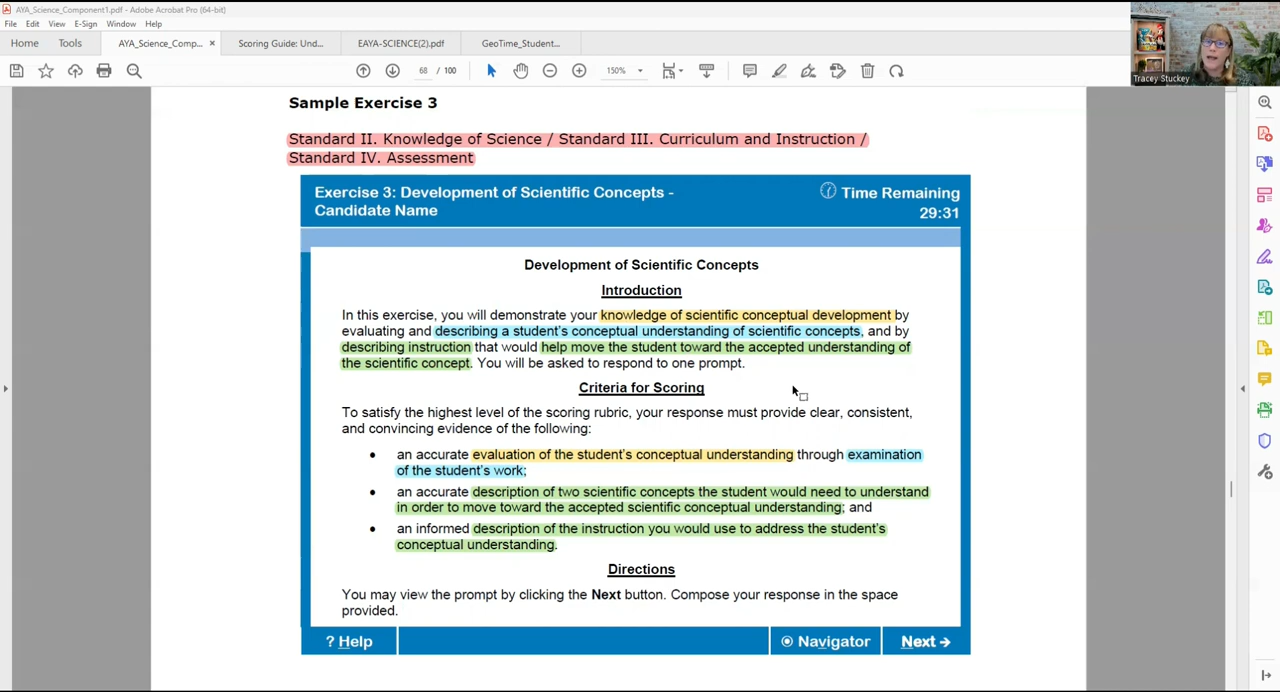 AYA_Science_Component1.pdf - Adobe Acrobat Pro (64-bit)
File Edit View E-Sign Window Help
Home Tools AYA_Science_Comp... × Scoring Guide: Und... EAYA-SCIENCE(2).pdf GeoTime_Student...
68 / 100 150%
Tracey Stuckey
Sample Exercise 3
Standard II. Knowledge of Science / Standard III. Curriculum and Instruction /
Standard IV. Assessment
Exercise 3: Development of Scientific Concepts -
Candidate Name
Time Remaining
29:31
Development of Scientific Concepts
Introduction
In this exercise, you will demonstrate your knowledge of scientific conceptual development by
evaluating and describing a student's conceptual understanding of scientific concepts, and by
describing instruction that would help move the student toward the accepted understanding of
the scientific concept. You will be asked to respond to one prompt.
Criteria for Scoring
To satisfy the highest level of the scoring rubric, your response must provide clear, consistent,
and convincing evidence of the following:
• an accurate evaluation of the student's conceptual understanding through examination
of the student's work;
• an accurate description of two scientific concepts the student would need to understand
in order to move toward the accepted scientific conceptual understanding; and
• an informed description of the instruction you would use to address the student's
conceptual understanding.
Directions
You may view the prompt by clicking the Next button. Compose your response in the space
provided.
? Help Navigator Next →